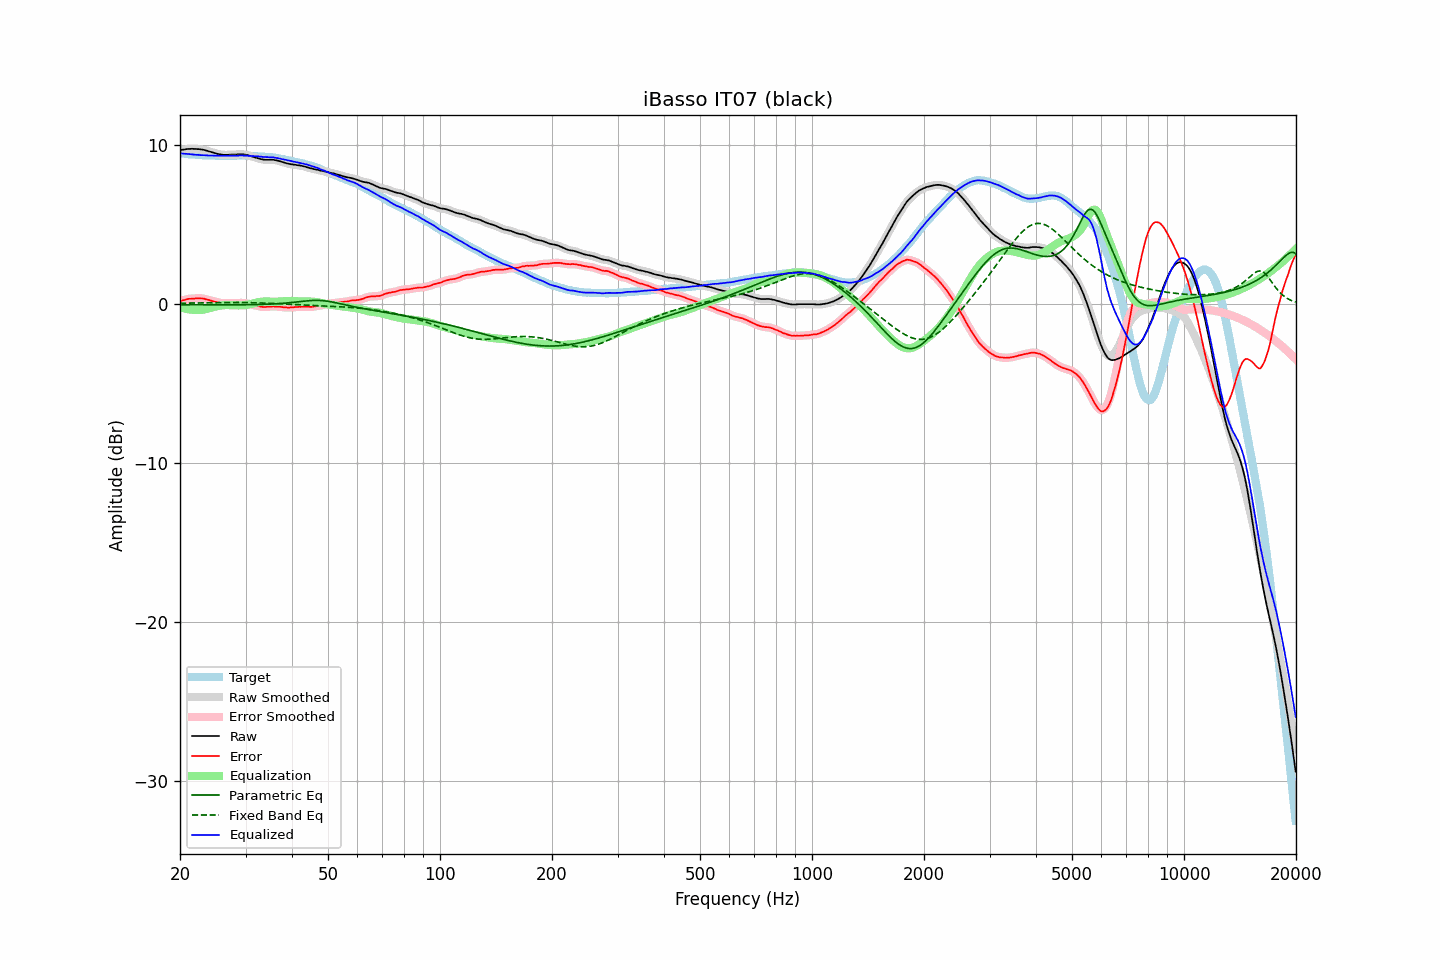 iBasso IT07 (black)
10
0
−10
−20
−30
Amplitude (dBr)
Target
Raw Smoothed
Error Smoothed
Raw
Error
Equalization
Parametric Eq
Fixed Band Eq
Equalized
20 50 100 200 500 1000 2000 5000 10000 20000
Frequency (Hz)